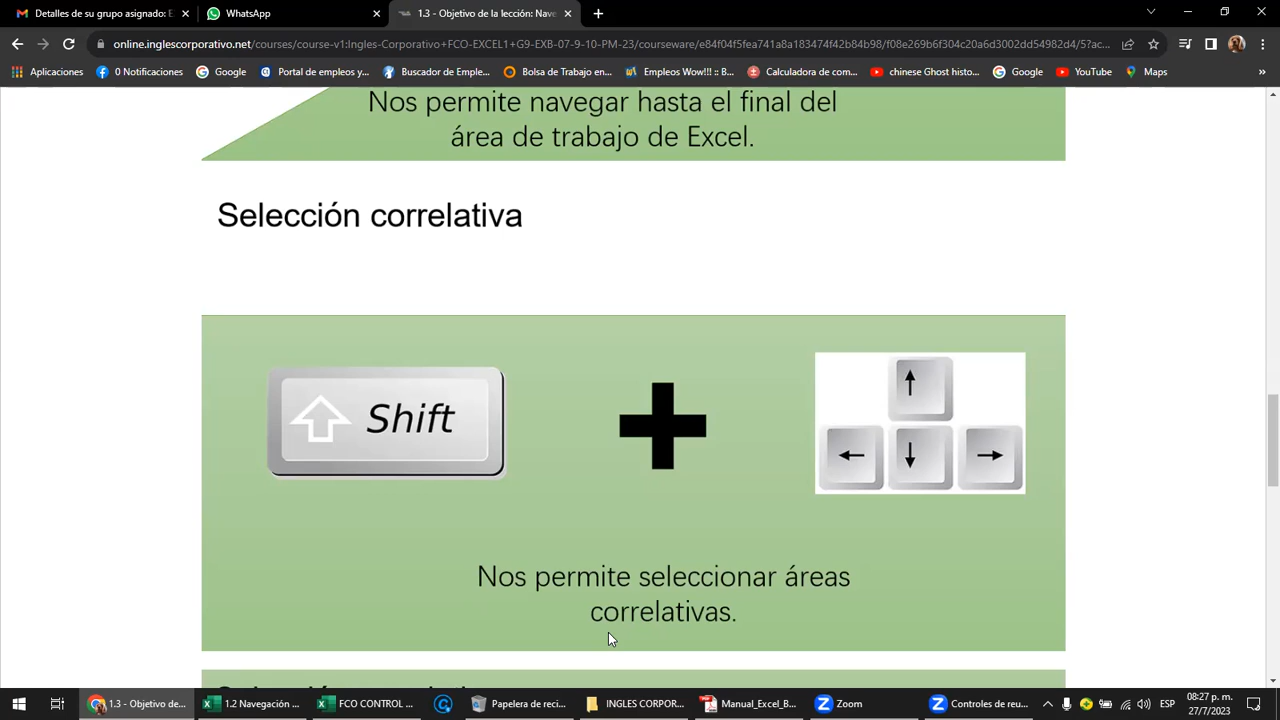 Detalles de su grupo asignado: E
WhatsApp
1.3 - Objetivo de la lección: Nave
online.inglescorporativo.net/courses/course-v1:Ingles-Corporativo+FCO-EXCEL1+G9-EXB-07-9-10-PM-23/courseware/e84f04f5fea741a8a183474f42b84b98/f08e269b6f304c20a6d3002dd54982d4/5?ac...
Aplicaciones
0 Notificaciones
Google
Portal de empleos y...
Buscador de Emple...
Bolsa de Trabajo en...
Empleos Wow!!! :: B...
Calculadora de com...
chinese Ghost histo...
Google
YouTube
Maps
»
Nos permite navegar hasta el final del
área de trabajo de Excel.
Selección correlativa
Shift
Nos permite seleccionar áreas
correlativas.
1.3 - Objetivo de la...
1.2 Navegación ...
FCO CONTROL ...
Papelera de reci...
INGLES CORPOR...
Manual_Excel_B...
Zoom
Controles de reu...
ESP
08:27 p. m.
27/7/2023